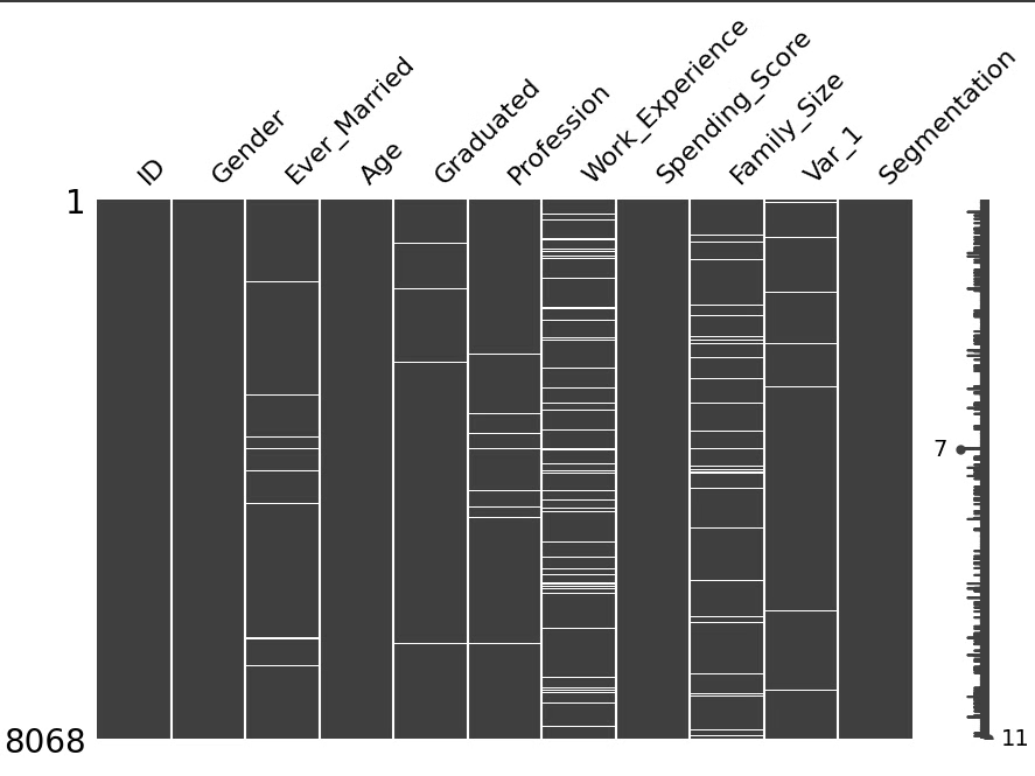 ID
Gender
Ever_Married
Age
Graduated
Profession
Work_Experience
Spending_Score
Family_Size
Var_1
Segmentation
1
7
8068
11